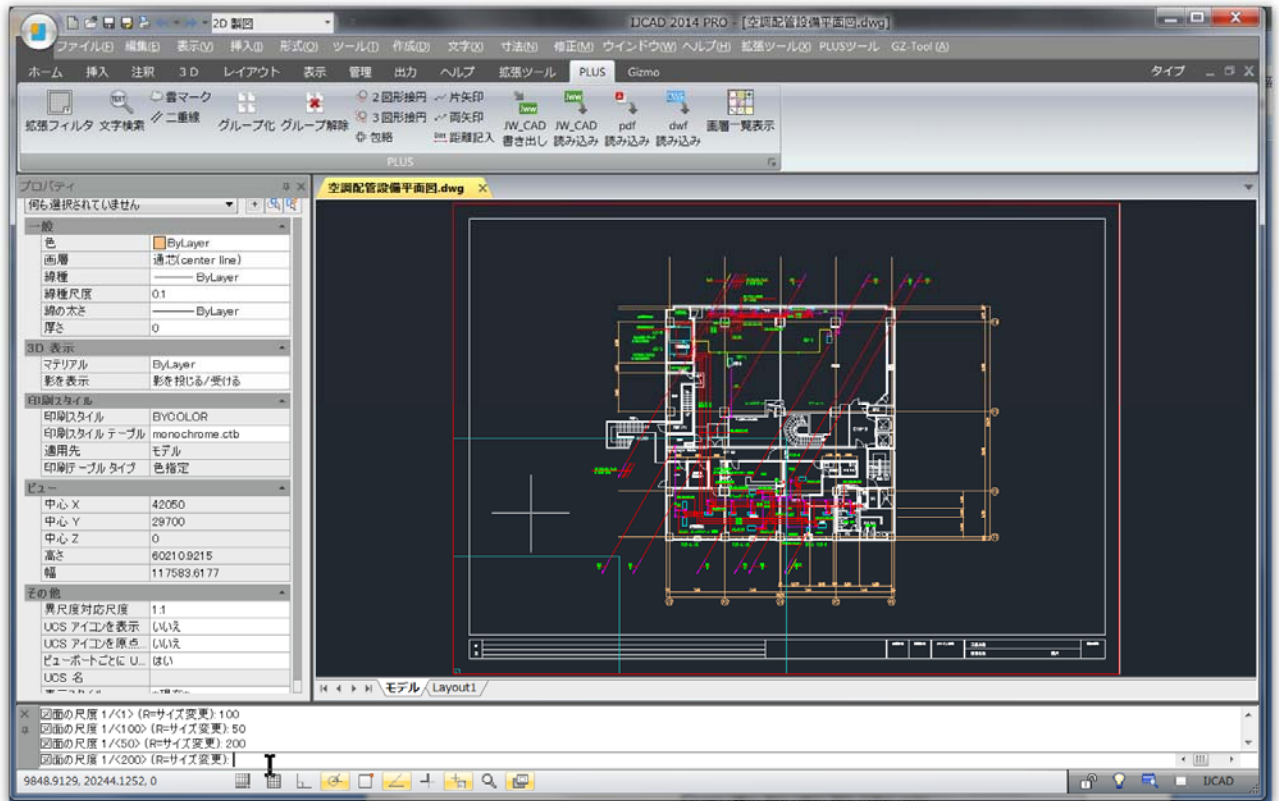 2D 製図
IJCAD 2014 PRO - [空調配管設備平面図.dwg]
ファイル(F) 編集(E) 表示(V) 挿入(I) 形式(O) ツール(T) 作成(D) 文字(X) 寸法(N) 修正(M) ウインドウ(W) ヘルプ(H) 拡張ツール(X) PLUSツール GZ-Tool (A)
ホーム 挿入 注釈 3 D レイアウト 表示 管理 出力 ヘルプ 拡張ツール PLUS Gizmo タイプ
拡張フィルタ 文字検索 雲マーク 二重線 グループ化 グループ解除
2図形接円 片矢印
3図形接円 両矢印
包絡 距離記入
JW_CAD 書き出し
JW_CAD 読み込み
pdf 読み込み
dwf 読み込み
画層一覧表示
PLUS
プロパティ
空調配管設備平面図.dwg
何も選択されていません
一般
色 ByLayer
画層 通芯(center line)
線種 ByLayer
線種尺度 0.1
線の太さ ByLayer
厚さ 0
3D 表示
マテリアル ByLayer
影を表示 影を投じる/受ける
印刷スタイル
印刷スタイル BYCOLOR
印刷スタイル テーブル monochrome.ctb
適用先 モデル
印刷テーブル タイプ 色指定
ビュー
中心 X 42050
中心 Y 29700
中心 Z 0
高さ 60210.9215
幅 117583.6177
その他
異尺度対応尺度 1:1
UCS アイコンを表示 いいえ
UCS アイコンを原点... いいえ
ビューポートごとに U... はい
UCS 名
モデル Layout1
図面の尺度 1/<1> (R=サイズ変更): 100
図面の尺度 1/<100> (R=サイズ変更): 50
図面の尺度 1/<50> (R=サイズ変更): 200
図面の尺度 1/<200> (R=サイズ変更):
9848.9129, 20244.1252, 0
IJCAD